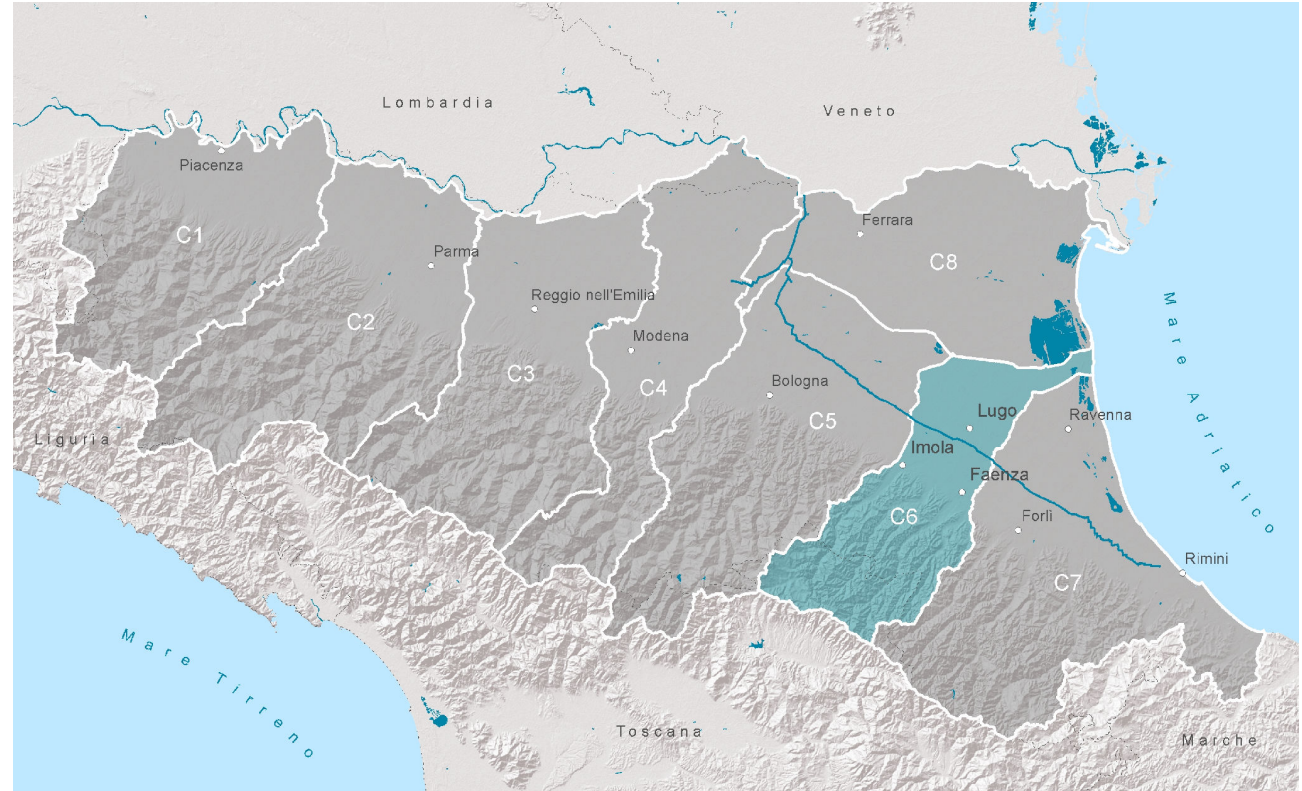 Lombardia
Veneto
Piacenza
Ferrara
C1
Parma
C8
Reggio nell'Emilia
C2
Modena
Mare Adriatico
C3
C4
Bologna
Lugo
Ravenna
C5
Liguria
Imola
Faenza
C6
Forlì
Rimini
C7
Mare Tirreno
Toscana
Marche